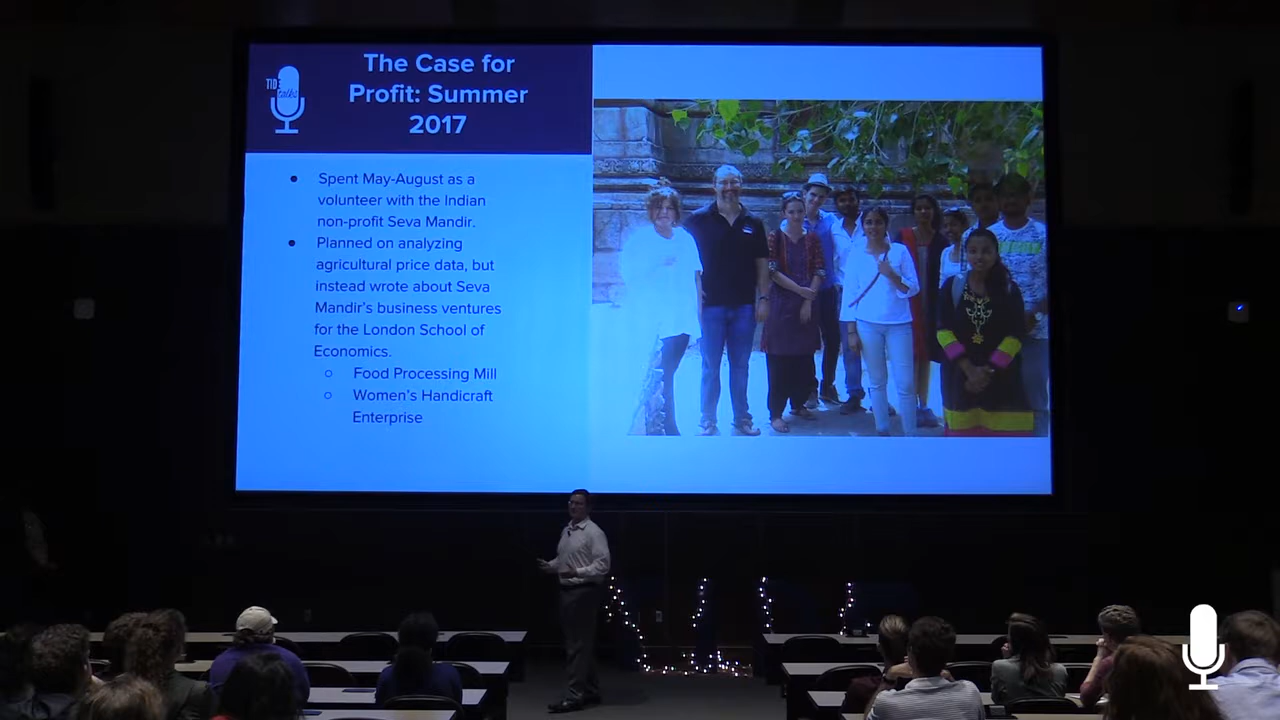 The Case for
Profit: Summer
2017
TIDE
talks
● Spent May-August as a
volunteer with the Indian
non-profit Seva Mandir.
● Planned on analyzing
agricultural price data, but
instead wrote about Seva
Mandir's business ventures
for the London School of
Economics.
○ Food Processing Mill
○ Women's Handicraft
Enterprise